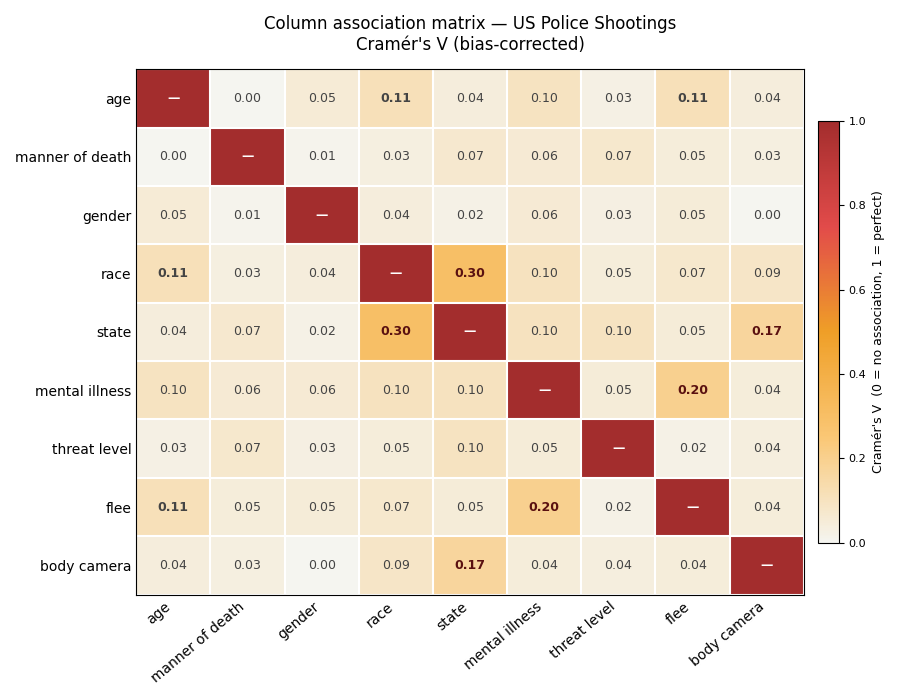 Column association matrix — US Police Shootings
Cramér's V (bias-corrected)
age — 0.00 0.05 0.11 0.04 0.10 0.03 0.11 0.04
manner of death 0.00 — 0.01 0.03 0.07 0.06 0.07 0.05 0.03
gender 0.05 0.01 — 0.04 0.02 0.06 0.03 0.05 0.00
race 0.11 0.03 0.04 — 0.30 0.10 0.05 0.07 0.09
state 0.04 0.07 0.02 0.30 — 0.10 0.10 0.05 0.17
mental illness 0.10 0.06 0.06 0.10 0.10 — 0.05 0.20 0.04
threat level 0.03 0.07 0.03 0.05 0.10 0.05 — 0.02 0.04
flee 0.11 0.05 0.05 0.07 0.05 0.20 0.02 — 0.04
body camera 0.04 0.03 0.00 0.09 0.17 0.04 0.04 0.04 —
age manner of death gender race state mental illness threat level flee body camera
1.0
0.8
0.6
0.4
0.2
0.0
Cramér's V (0 = no association, 1 = perfect)